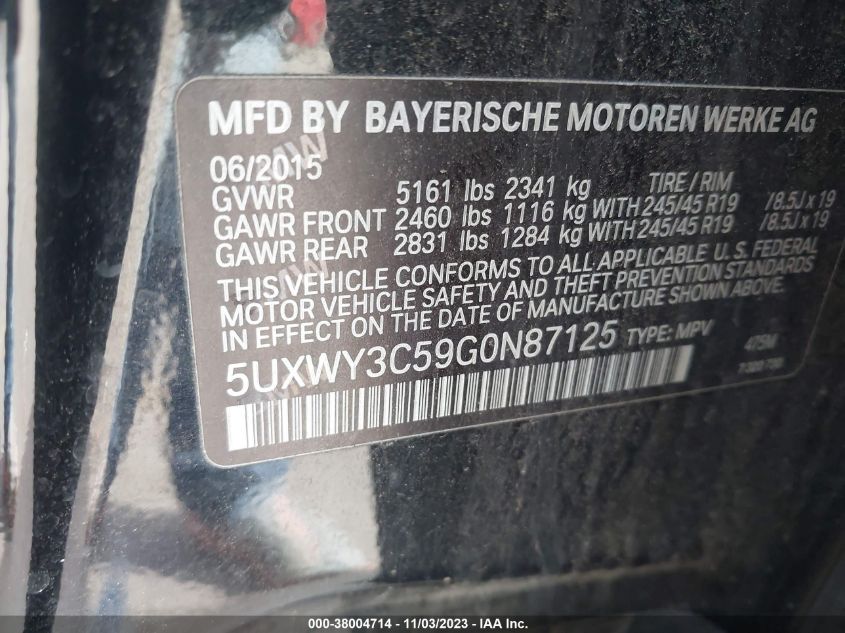 MFD BY BAYERISCHE MOTOREN WERKE AG
06/2015 TIRE / RIM
GVWR 5161 lbs 2341 kg
GAWR FRONT 2460 lbs 1116 kg WITH 245/45 R19 /8.5J x 19
GAWR REAR 2831 lbs 1284 kg WITH 245/45 R19 /8.5J x 19
THIS VEHICLE CONFORMS TO ALL APPLICABLE U.S. FEDERAL
MOTOR VEHICLE SAFETY AND THEFT PREVENTION STANDARDS
IN EFFECT ON THE DATE OF MANUFACTURE SHOWN ABOVE.
5UXWY3C59G0N87125 TYPE: MPV 475M
000-38004714 - 11/03/2023 - IAA Inc.